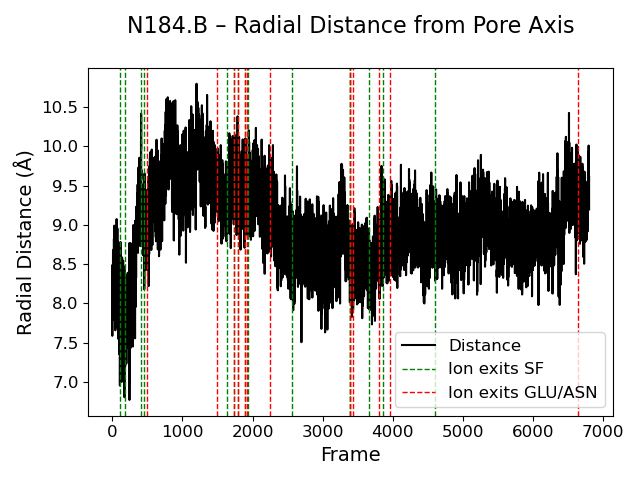 N184.B – Radial Distance from Pore Axis
Radial Distance (Å)
10.5
10.0
9.5
9.0
8.5
8.0
7.5
7.0
Distance
Ion exits SF
Ion exits GLU/ASN
0 1000 2000 3000 4000 5000 6000 7000
Frame